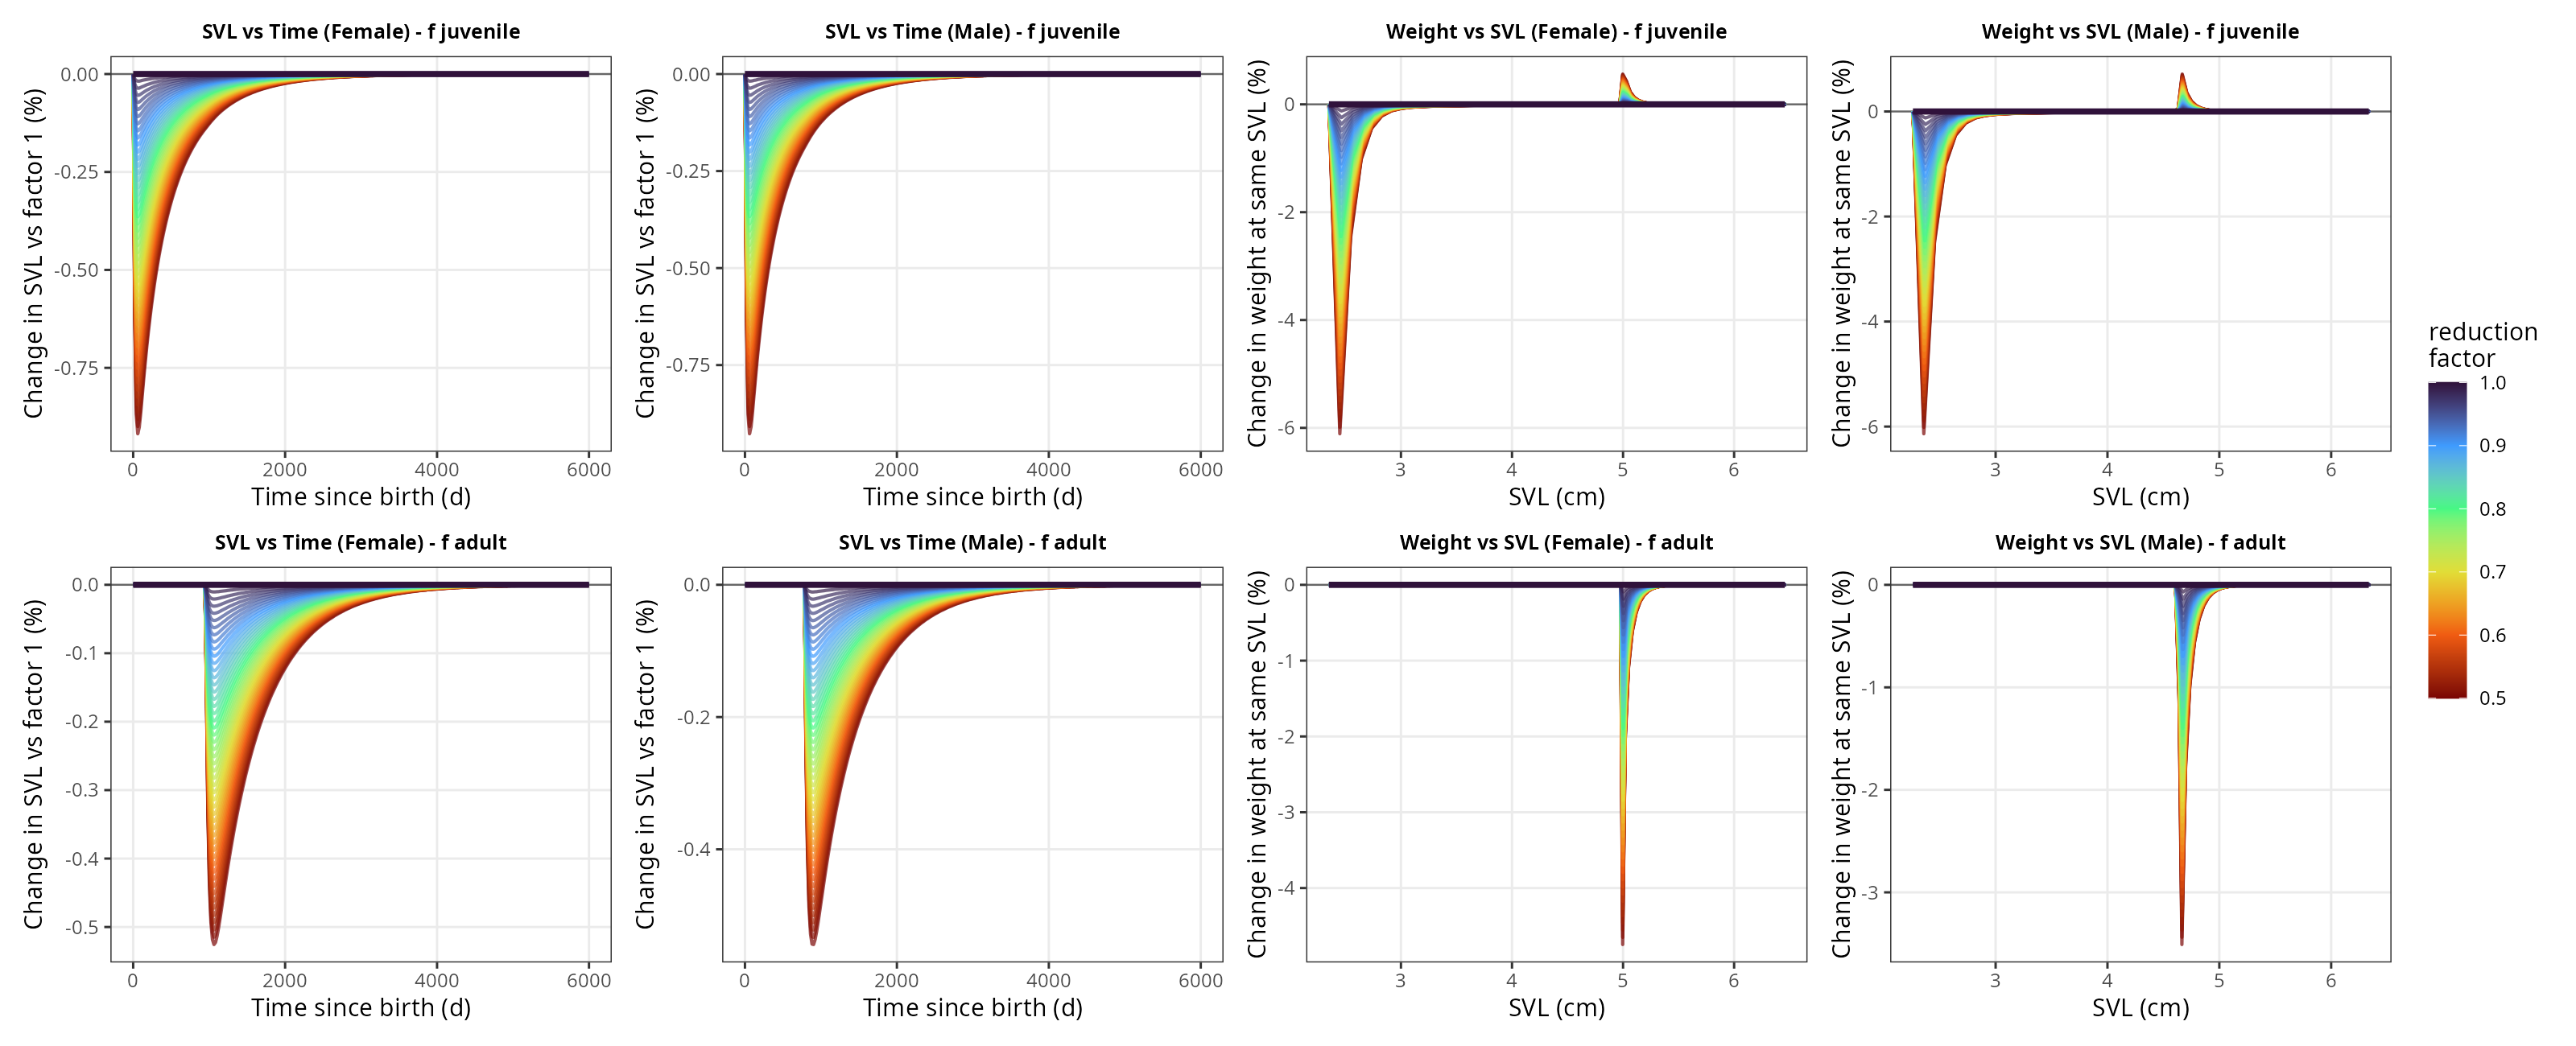 SVL vs Time (Female) - f juvenile
Change in SVL vs factor 1 (%)
0.00
-0.25
-0.50
-0.75
0
2000
4000
6000
Time since birth (d)
SVL vs Time (Male) - f juvenile
Change in SVL vs factor 1 (%)
0.00
-0.25
-0.50
-0.75
0
2000
4000
6000
Time since birth (d)
Weight vs SVL (Female) - f juvenile
Change in weight at same SVL (%)
0
-2
-4
-6
3
4
5
6
SVL (cm)
Weight vs SVL (Male) - f juvenile
Change in weight at same SVL (%)
0
-2
-4
-6
3
4
5
6
SVL (cm)
SVL vs Time (Female) - f adult
Change in SVL vs factor 1 (%)
0.0
-0.1
-0.2
-0.3
-0.4
-0.5
0
2000
4000
6000
Time since birth (d)
SVL vs Time (Male) - f adult
Change in SVL vs factor 1 (%)
0.0
-0.2
-0.4
0
2000
4000
6000
Time since birth (d)
Weight vs SVL (Female) - f adult
Change in weight at same SVL (%)
0
-1
-2
-3
-4
3
4
5
6
SVL (cm)
Weight vs SVL (Male) - f adult
Change in weight at same SVL (%)
0
-1
-2
-3
3
4
5
6
SVL (cm)
reduction
factor
1.0
0.9
0.8
0.7
0.6
0.5